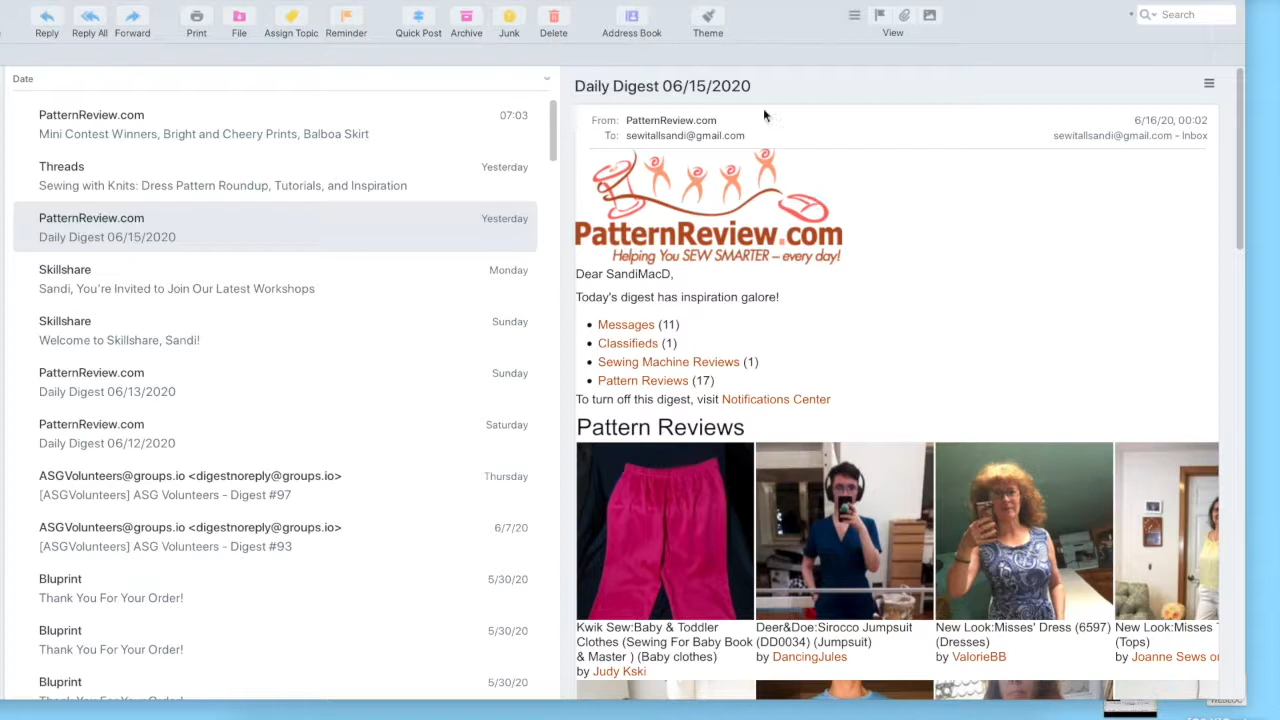 Reply
Reply All
Forward
Print
File
Assign Topic
Reminder
Quick Post
Archive
Junk
Delete
Address Book
Theme
View
Search
Date
PatternReview.com 07:03
Mini Contest Winners, Bright and Cheery Prints, Balboa Skirt
Threads Yesterday
Sewing with Knits: Dress Pattern Roundup, Tutorials, and Inspiration
PatternReview.com Yesterday
Daily Digest 06/15/2020
Skillshare Monday
Sandi, You're Invited to Join Our Latest Workshops
Skillshare Sunday
Welcome to Skillshare, Sandi!
PatternReview.com Sunday
Daily Digest 06/13/2020
PatternReview.com Saturday
Daily Digest 06/12/2020
ASGVolunteers@groups.io <digestnoreply@groups.io> Thursday
[ASGVolunteers] ASG Volunteers - Digest #97
ASGVolunteers@groups.io <digestnoreply@groups.io> 6/7/20
[ASGVolunteers] ASG Volunteers - Digest #93
Bluprint 5/30/20
Thank You For Your Order!
Bluprint 5/30/20
Thank You For Your Order!
Bluprint 5/30/20
Thank You For Your Order!
Daily Digest 06/15/2020
From: PatternReview.com 6/16/20, 00:02
To: sewitallsandi@gmail.com sewitallsandi@gmail.com - Inbox
PatternReview.com
Helping You SEW SMARTER – every day!
Dear SandiMacD,
Today's digest has inspiration galore!
• Messages (11)
• Classifieds (1)
• Sewing Machine Reviews (1)
• Pattern Reviews (17)
To turn off this digest, visit Notifications Center
Pattern Reviews
Kwik Sew:Baby & Toddler
Clothes (Sewing For Baby Book
& Master ) (Baby clothes)
by Judy Kski
Deer&Doe:Sirocco Jumpsuit
(DD0034) (Jumpsuit)
by DancingJules
New Look:Misses' Dress (6597)
(Dresses)
by ValorieBB
New Look:Misses
(Tops)
by Joanne Sews